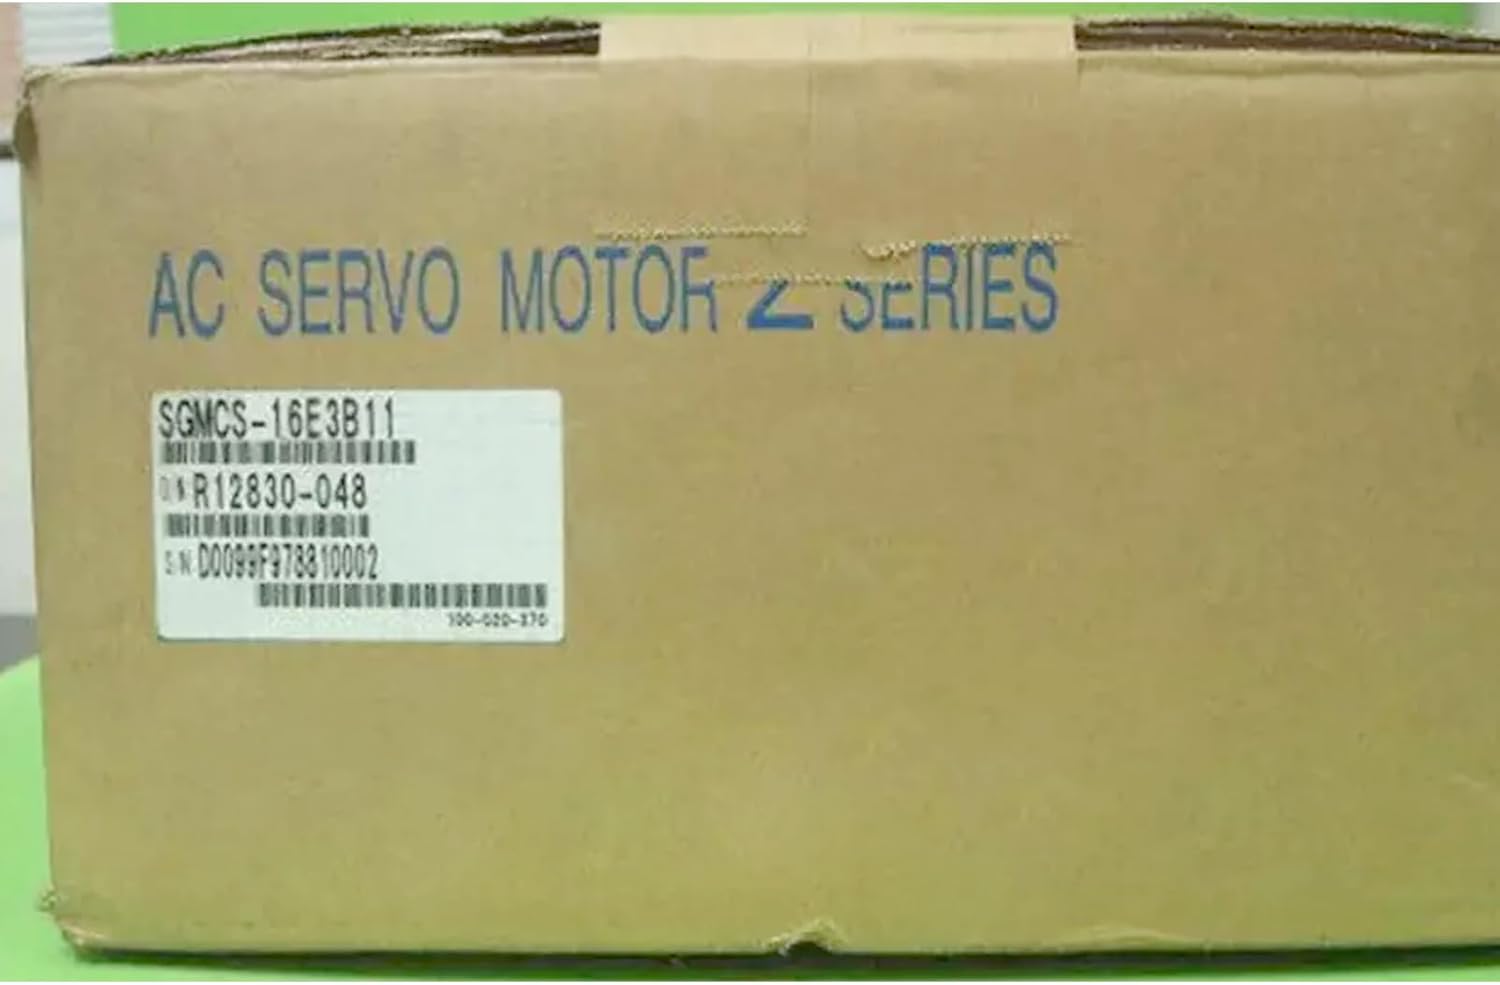 AC SERVO MOTOR Σ SERIES
SGMCS-16E3B11
O/N R12830-048
S/N D0099F978810002
100-020-370